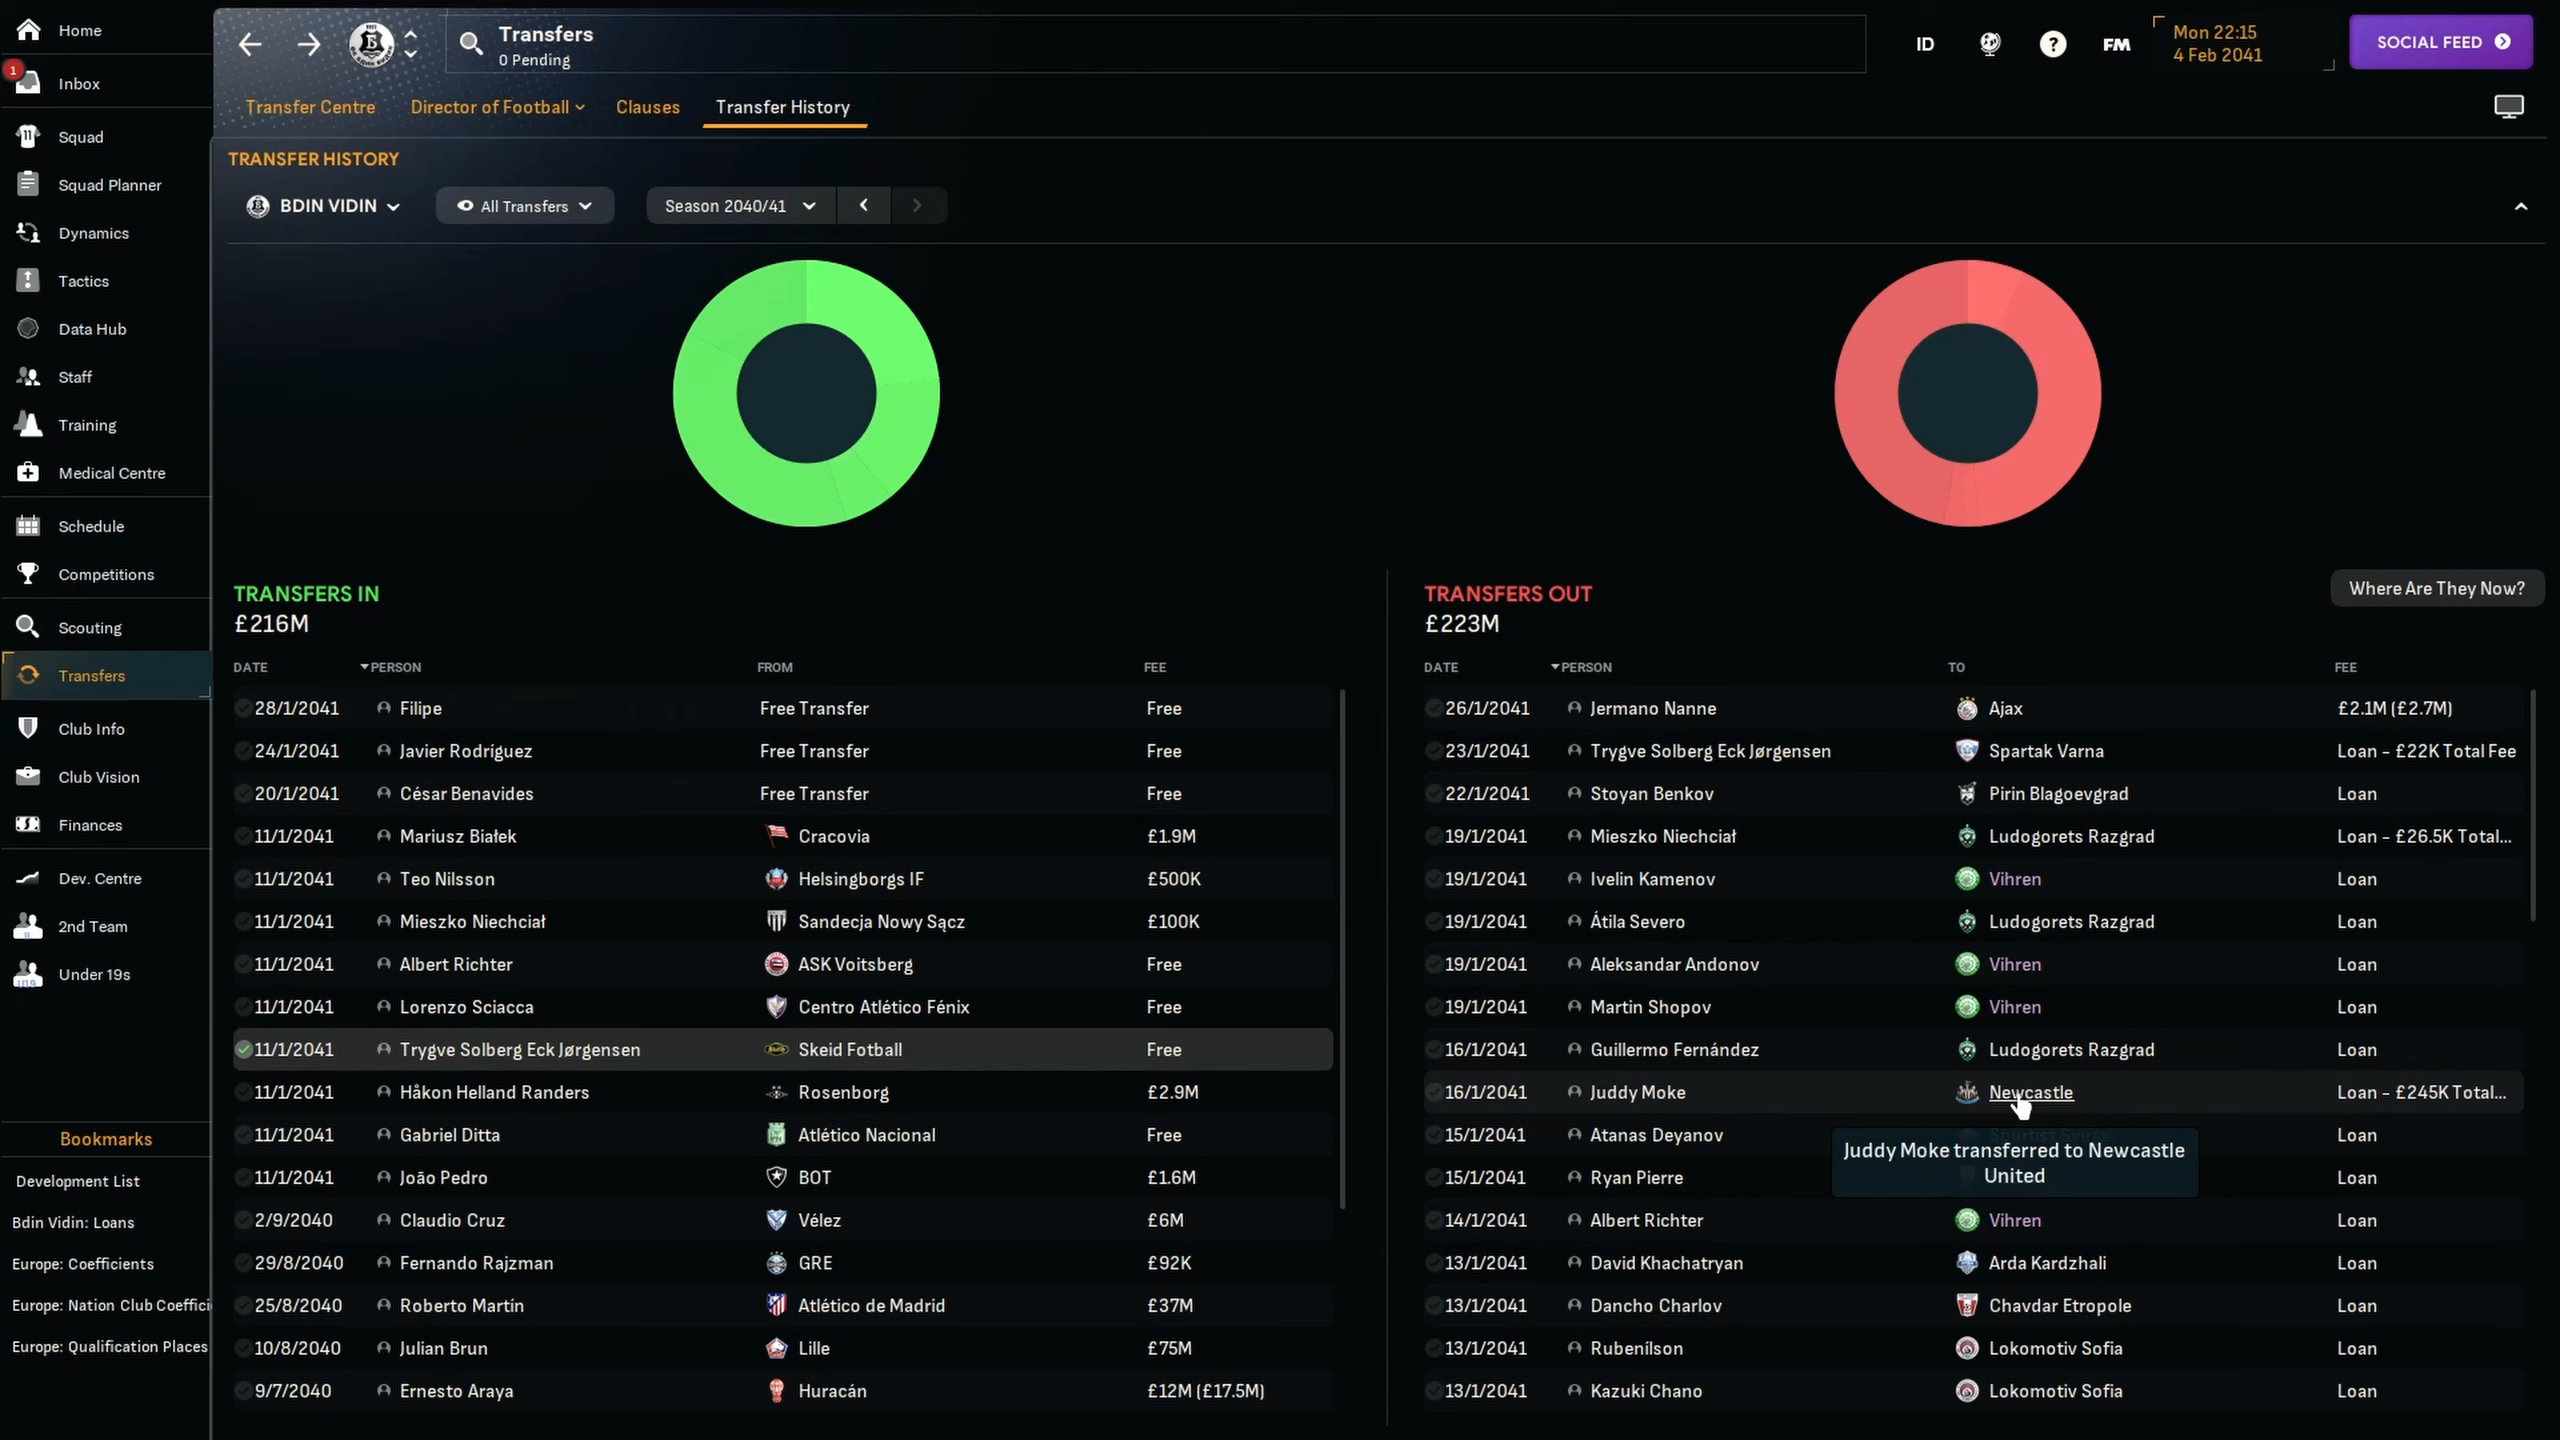 Home
1
Inbox
Squad
Squad Planner
Dynamics
Tactics
Data Hub
Staff
Training
Medical Centre
Schedule
Competitions
Scouting
Transfers
Club Info
Club Vision
Finances
Dev. Centre
2nd Team
Under 19s
Bookmarks
Development List
Bdin Vidin: Loans
Europe: Coefficients
Europe: Nation Club Coeffici
Europe: Qualification Places
Transfers
0 Pending
ID
FM
Mon 22:15
4 Feb 2041
SOCIAL FEED
Transfer Centre Director of Football Clauses Transfer History
TRANSFER HISTORY
BDIN VIDIN All Transfers Season 2040/41
TRANSFERS IN
£216M
DATE PERSON FROM FEE
28/1/2041 Filipe Free Transfer Free
24/1/2041 Javier Rodríguez Free Transfer Free
20/1/2041 César Benavides Free Transfer Free
11/1/2041 Mariusz Białek Cracovia £1.9M
11/1/2041 Teo Nilsson Helsingborgs IF £500K
11/1/2041 Mieszko Niechciał Sandecja Nowy Sącz £100K
11/1/2041 Albert Richter ASK Voitsberg Free
11/1/2041 Lorenzo Sciacca Centro Atlético Fénix Free
11/1/2041 Trygve Solberg Eck Jørgensen Skeid Fotball Free
11/1/2041 Håkon Helland Randers Rosenborg £2.9M
11/1/2041 Gabriel Ditta Atlético Nacional Free
11/1/2041 João Pedro BOT £1.6M
2/9/2040 Claudio Cruz Vélez £6M
29/8/2040 Fernando Rajzman GRE £92K
25/8/2040 Roberto Martín Atlético de Madrid £37M
10/8/2040 Julian Brun Lille £75M
9/7/2040 Ernesto Araya Huracán £12M (£17.5M)
TRANSFERS OUT
£223M
Where Are They Now?
DATE PERSON TO FEE
26/1/2041 Jermano Nanne Ajax £2.1M (£2.7M)
23/1/2041 Trygve Solberg Eck Jørgensen Spartak Varna Loan - £22K Total Fee
22/1/2041 Stoyan Benkov Pirin Blagoevgrad Loan
19/1/2041 Mieszko Niechciał Ludogorets Razgrad Loan - £26.5K Total...
19/1/2041 Ivelin Kamenov Vihren Loan
19/1/2041 Átila Severo Ludogorets Razgrad Loan
19/1/2041 Aleksandar Andonov Vihren Loan
19/1/2041 Martin Shopov Vihren Loan
16/1/2041 Guillermo Fernández Ludogorets Razgrad Loan
16/1/2041 Juddy Moke Newcastle Loan - £245K Total...
15/1/2041 Atanas Deyanov Loan
15/1/2041 Ryan Pierre Loan
Juddy Moke transferred to Newcastle
United
14/1/2041 Albert Richter Vihren Loan
13/1/2041 David Khachatryan Arda Kardzhali Loan
13/1/2041 Dancho Charlov Chavdar Etropole Loan
13/1/2041 Rubenílson Lokomotiv Sofia Loan
13/1/2041 Kazuki Chano Lokomotiv Sofia Loan